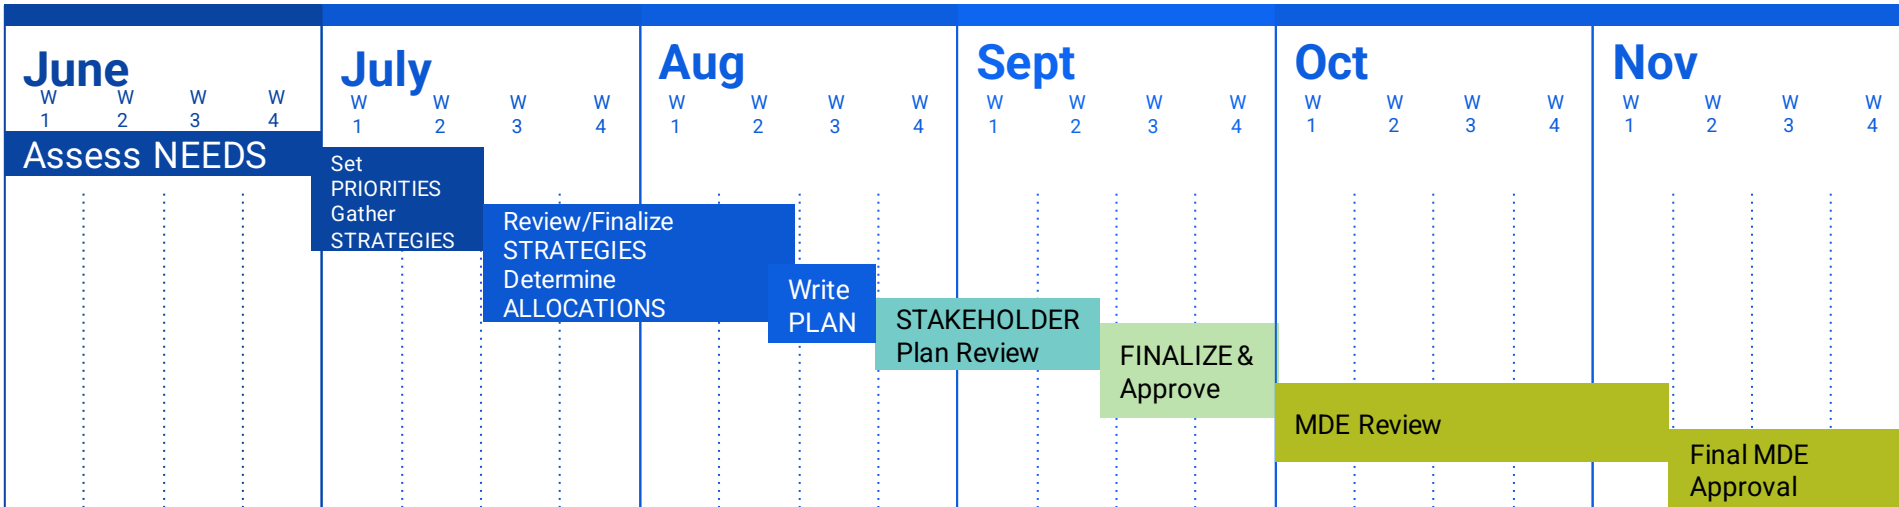 June
July
Aug
Sept
Oct
Nov
W W W W
1 2 3 4
W W W W
1 2 3 4
W W W W
1 2 3 4
W W W W
1 2 3 4
W W W W
1 2 3 4
W W W W
1 2 3 4
Assess NEEDS
Set
PRIORITIES
Gather
STRATEGIES
Review/Finalize
STRATEGIES
Determine
ALLOCATIONS
Write
PLAN
STAKEHOLDER
Plan Review
FINALIZE &
Approve
MDE Review
Final MDE
Approval